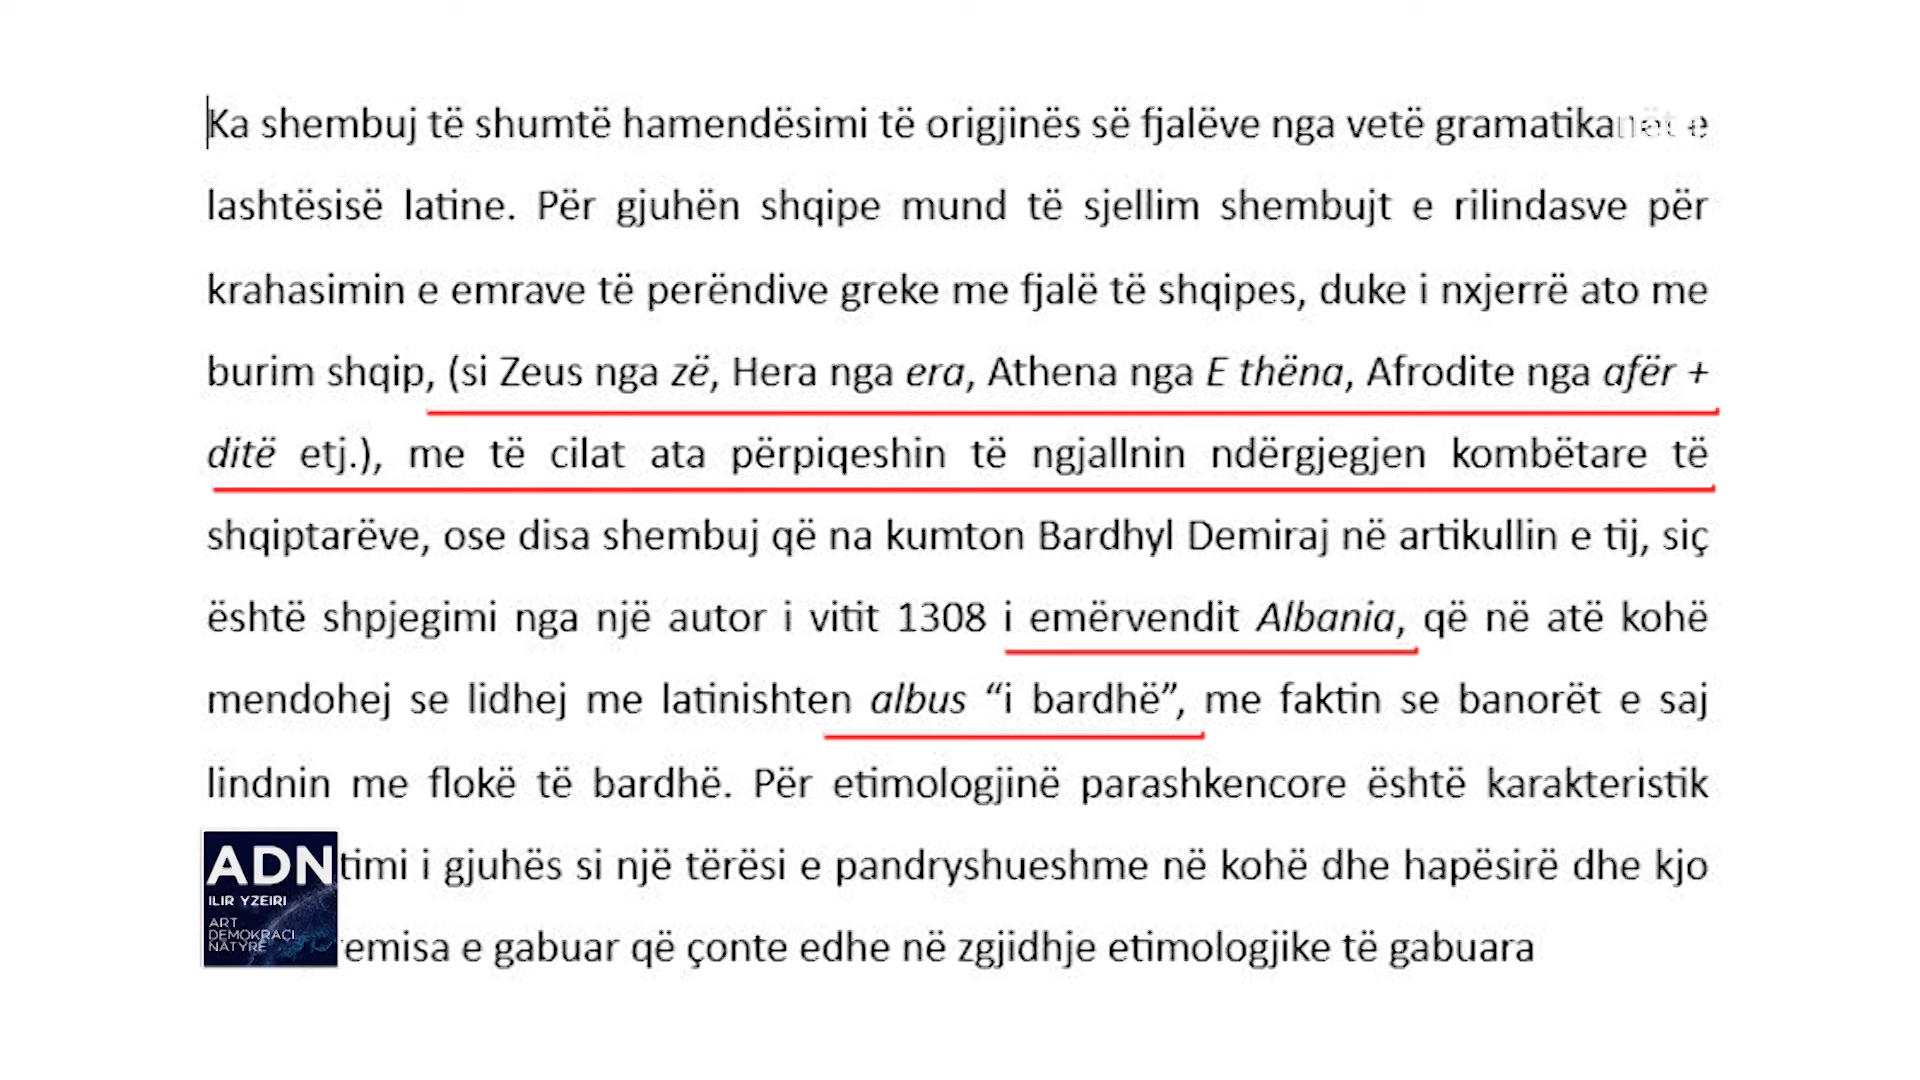 Ka shembuj të shumtë hamendësimi të origjinës së fjalëve nga vetë gramatikanët e
lashtësisë latine. Për gjuhën shqipe mund të sjellim shembujt e rilindasve për
krahasimin e emrave të perëndive greke me fjalë të shqipes, duke i nxjerrë ato me
burim shqip, (si Zeus nga zë, Hera nga era, Athena nga E thëna, Afrodite nga afër +
ditë etj.), me të cilat ata përpiqeshin të ngjallnin ndërgjegjen kombëtare të
shqiptarëve, ose disa shembuj që na kumton Bardhyl Demiraj në artikullin e tij, siç
është shpjegimi nga një autor i vitit 1308 i emërvendit Albania, që në atë kohë
mendohej se lidhej me latinishten albus “i bardhë”, me faktin se banorët e saj
lindnin me flokë të bardhë. Për etimologjinë parashkencore është karakteristik
timi i gjuhës si një tërësi e pandryshueshme në kohë dhe hapësirë dhe kjo
emisa e gabuar që çonte edhe në zgjidhje etimologjike të gabuara
ADN
ILIR YZEIRI
ART
DEMOKRACI
NATYRË